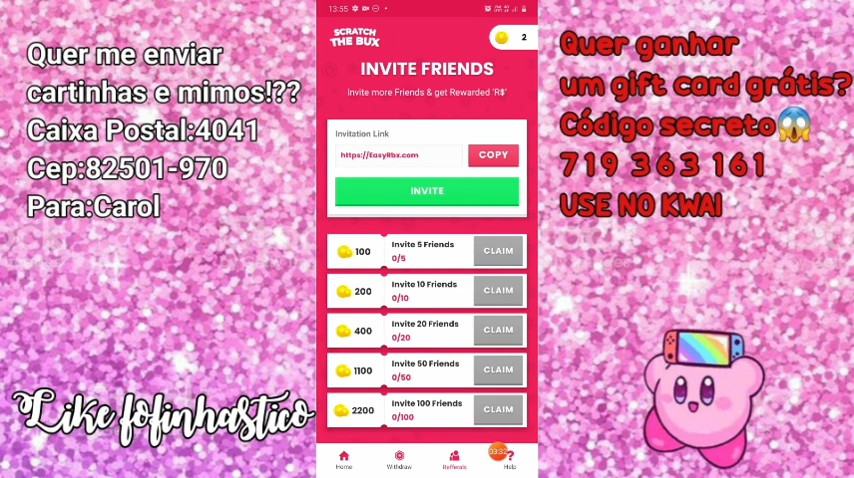 Quer me enviar
cartinhas e mimos!??
Caixa Postal:4041
Cep:82501-970
Para:Carol
Like fofinhastico
13:55
SCRATCH
THE BUX
2
INVITE FRIENDS
Invite more Friends & get Rewarded 'R$'
Invitation Link
https://EasyRbx.com
COPY
INVITE
100
Invite 5 Friends
0/5
CLAIM
200
Invite 10 Friends
0/10
CLAIM
400
Invite 20 Friends
0/20
CLAIM
1100
Invite 50 Friends
0/50
CLAIM
2200
Invite 100 Friends
0/100
CLAIM
Home
Withdraw
Refferals
03:32
?
Help
Quer ganhar
um gift card grátis?
Código secreto😱
719 363 161
USE NO KWAI